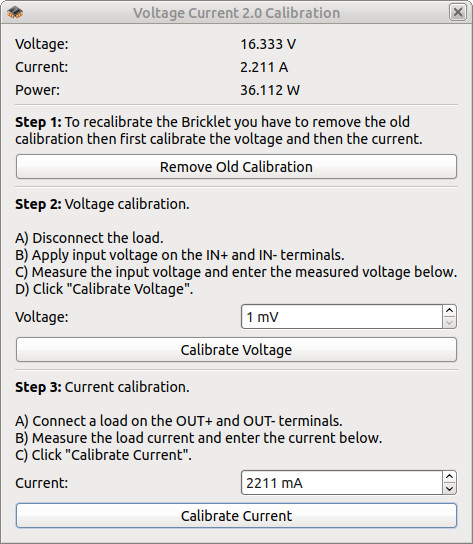 Voltage Current 2.0 Calibration
Voltage: 16.333 V
Current: 2.211 A
Power: 36.112 W
Step 1: To recalibrate the Bricklet you have to remove the old
calibration then first calibrate the voltage and then the current.
Remove Old Calibration
Step 2: Voltage calibration.
A) Disconnect the load.
B) Apply input voltage on the IN+ and IN- terminals.
C) Measure the input voltage and enter the measured voltage below.
D) Click "Calibrate Voltage".
Voltage: 1 mV
Calibrate Voltage
Step 3: Current calibration.
A) Connect a load on the OUT+ and OUT- terminals.
B) Measure the load current and enter the current below.
C) Click "Calibrate Current".
Current: 2211 mA
Calibrate Current